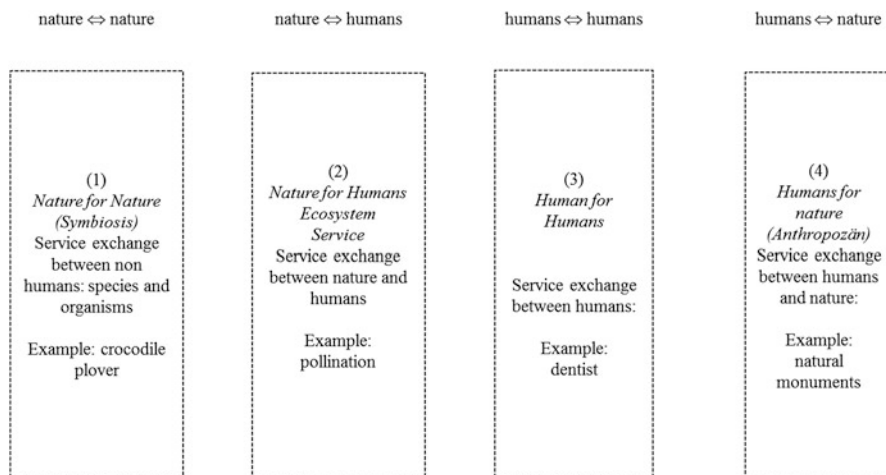 nature ⇔ nature
nature ⇔ humans
humans ⇔ humans
humans ⇔ nature
(1)
Nature for Nature
(Symbiosis)
Service exchange
between non
humans: species and
organisms
Example: crocodile
plover
(2)
Nature for Humans
Ecosystem
Service
Service exchange
between nature and
humans
Example:
pollination
(3)
Human for
Humans
Service exchange
between humans:
Example:
dentist
(4)
Humans for
nature
(Anthropozän)
Service exchange
between humans
and nature:
Example:
natural
monuments